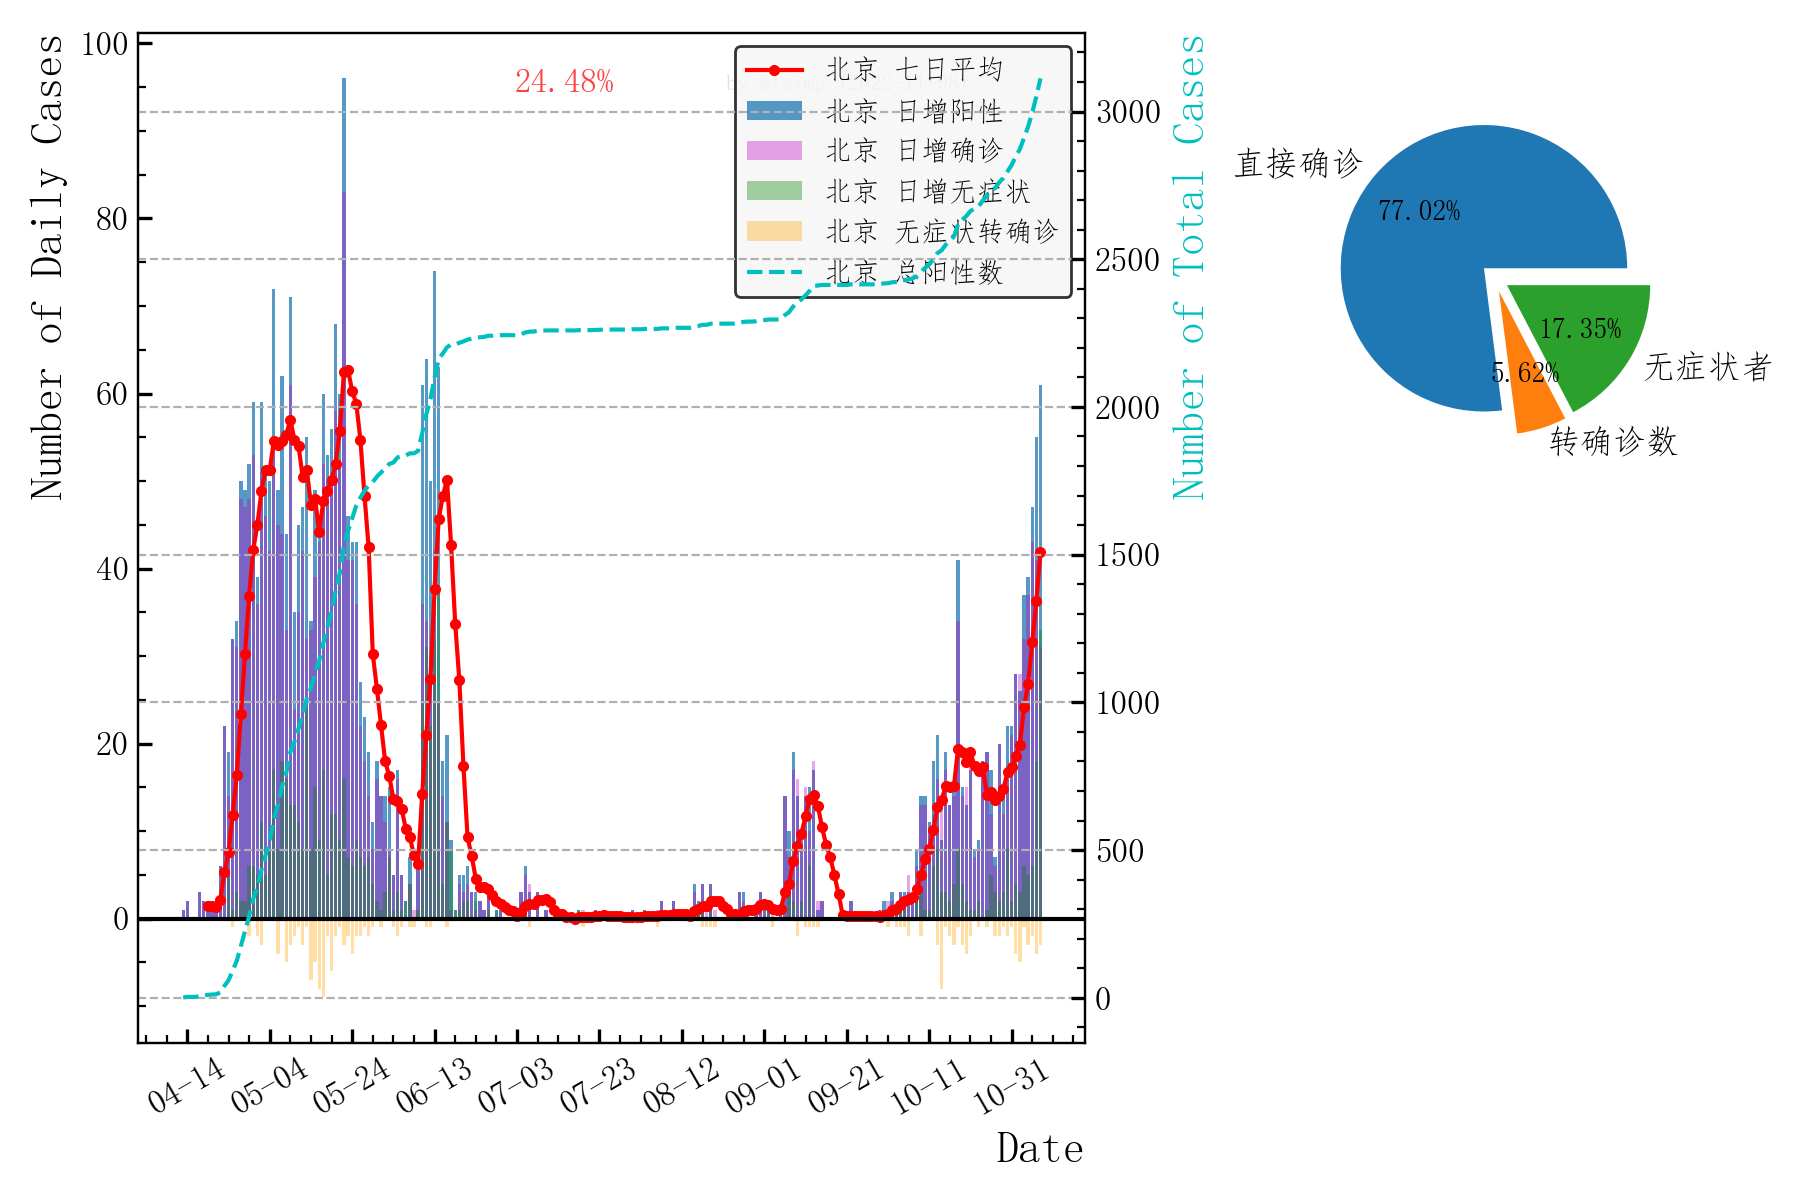 Number of Daily Cases
100
80
60
40
20
0
24.48%
北京 七日平均
北京 日增阳性
北京 日增确诊
北京 日增无症状
北京 无症状转确诊
北京 总阳性数
3000
2500
2000
1500
1000
500
0
Number of Total Cases
04-14
05-04
05-24
06-13
07-03
07-23
08-12
09-01
09-21
10-11
10-31
Date
直接确诊
77.02%
17.35%
无症状者
5.62%
转确诊数